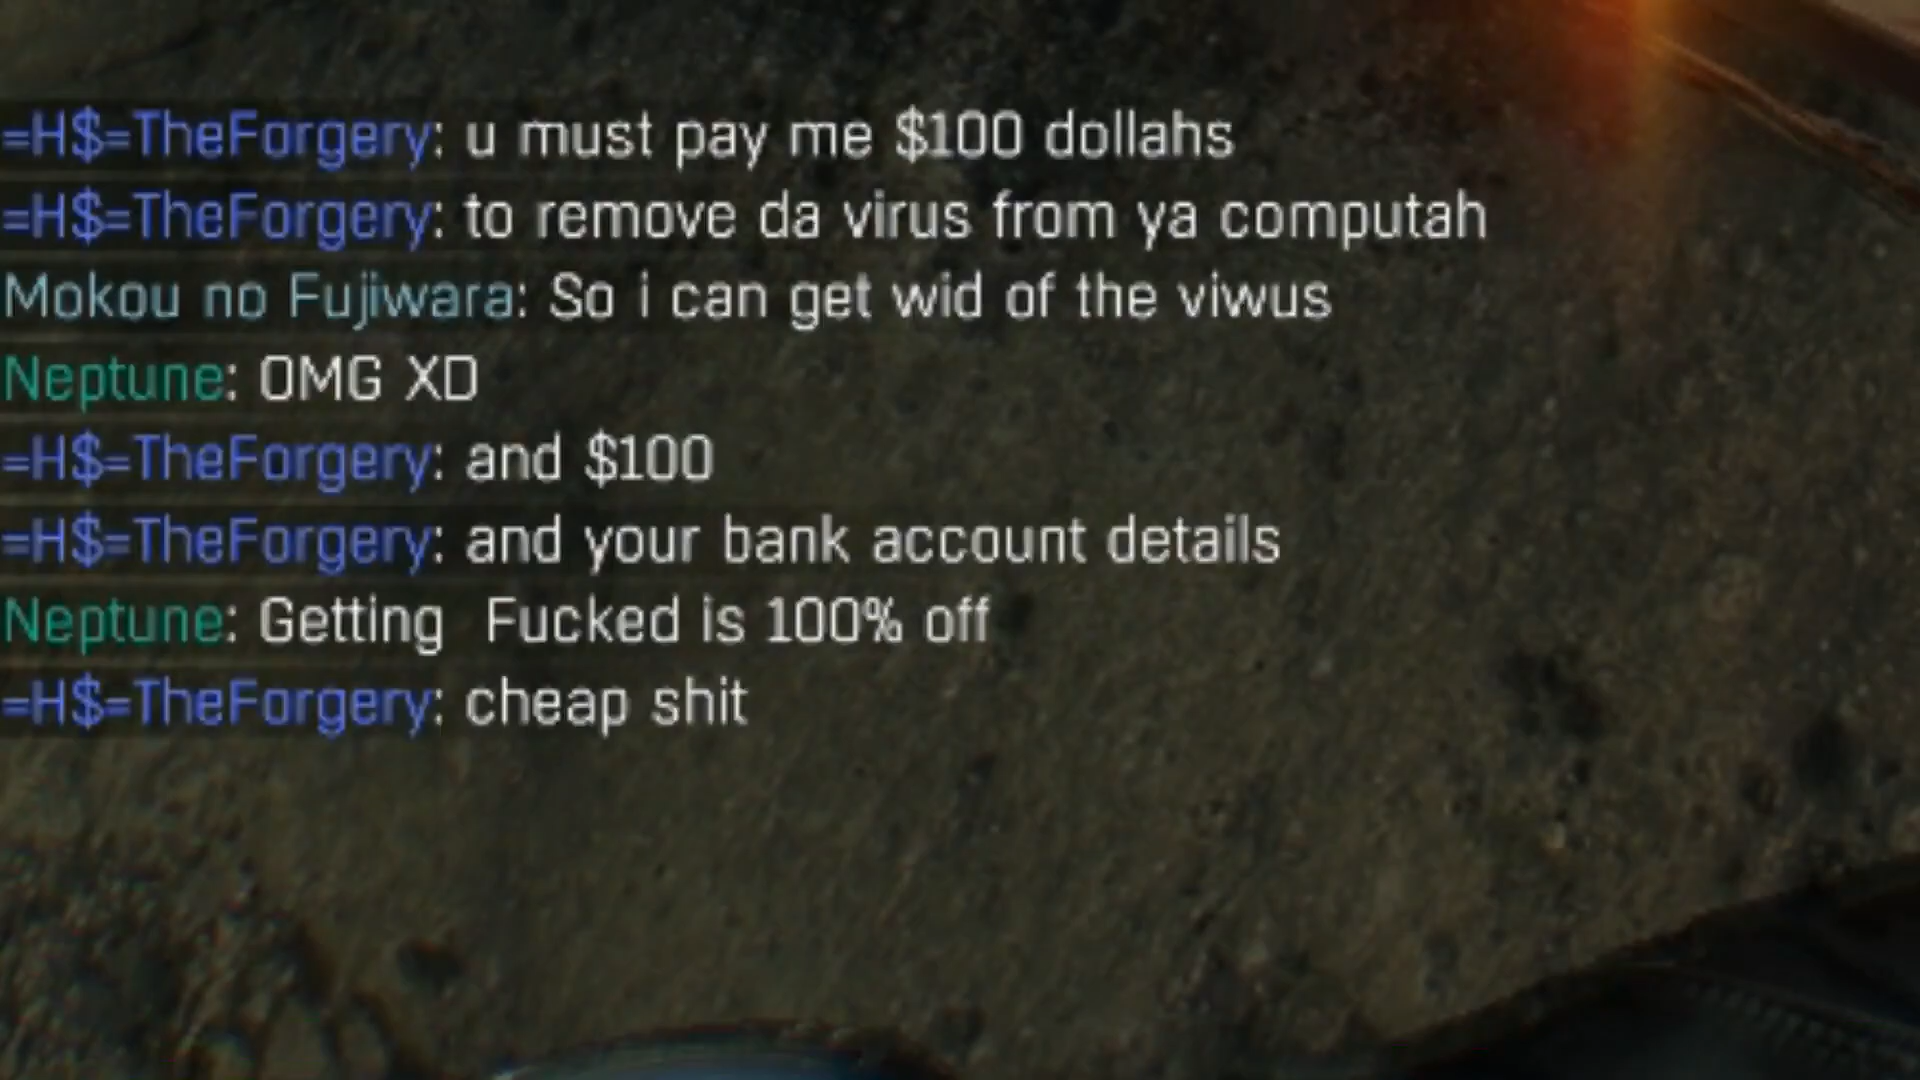 =H$=TheForgery: u must pay me $100 dollahs
=H$=TheForgery: to remove da virus from ya computah
Mokou no Fujiwara: So i can get wid of the viwus
Neptune: OMG XD
=H$=TheForgery: and $100
=H$=TheForgery: and your bank account details
Neptune: Getting  Fucked is 100% off
=H$=TheForgery: cheap shit